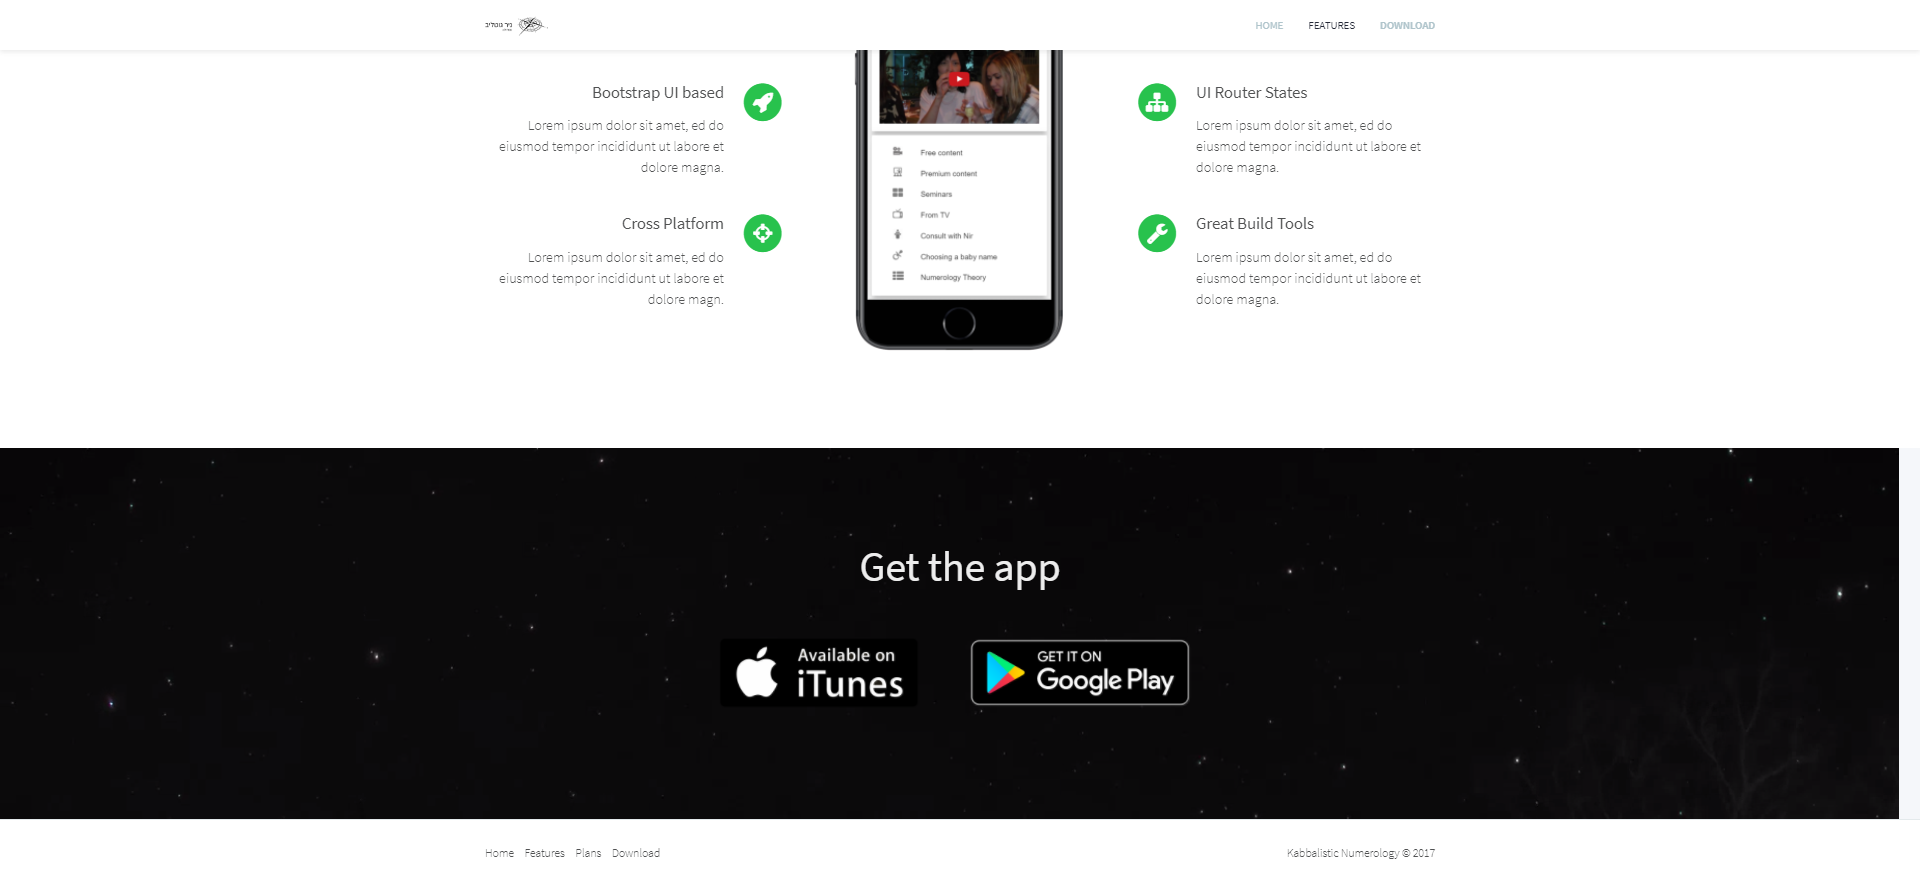 ניר גוטליב
HOME FEATURES DOWNLOAD
Bootstrap UI based
Lorem ipsum dolor sit amet, ed do
eiusmod tempor incididunt ut labore et
dolore magna.
Cross Platform
Lorem ipsum dolor sit amet, ed do
eiusmod tempor incididunt ut labore et
dolore magn.
Free content
Premium content
Seminars
From TV
Consult with Nir
Choosing a baby name
Numerology Theory
UI Router States
Lorem ipsum dolor sit amet, ed do
eiusmod tempor incididunt ut labore et
dolore magna.
Great Build Tools
Lorem ipsum dolor sit amet, ed do
eiusmod tempor incididunt ut labore et
dolore magna.
Get the app
Available on
iTunes
GET IT ON
Google Play
Home Features Plans Download
Kabbalistic Numerology © 2017